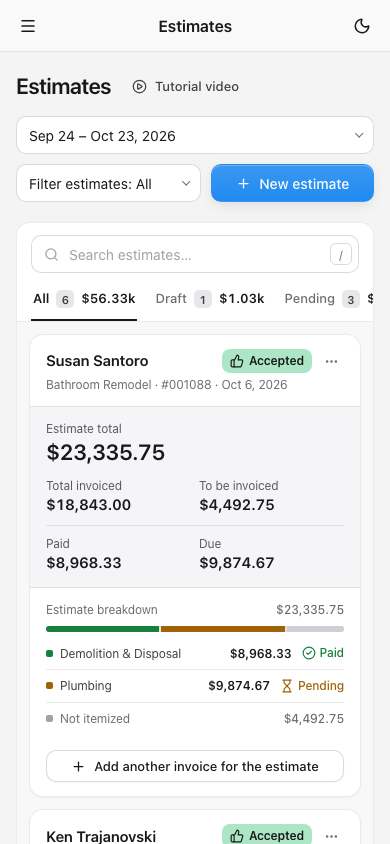 Estimates
Estimates Tutorial video
Sep 24 – Oct 23, 2026
Filter estimates: All
New estimate
Search estimates... /
All 6 $56.33k Draft 1 $1.03k Pending 3 $
Susan Santoro Accepted
Bathroom Remodel · #001088 · Oct 6, 2026
Estimate total
$23,335.75
Total invoiced To be invoiced
$18,843.00 $4,492.75
Paid Due
$8,968.33 $9,874.67
Estimate breakdown $23,335.75
Demolition & Disposal $8,968.33 Paid
Plumbing $9,874.67 Pending
Not itemized $4,492.75
Add another invoice for the estimate
Ken Trajanovski Accepted